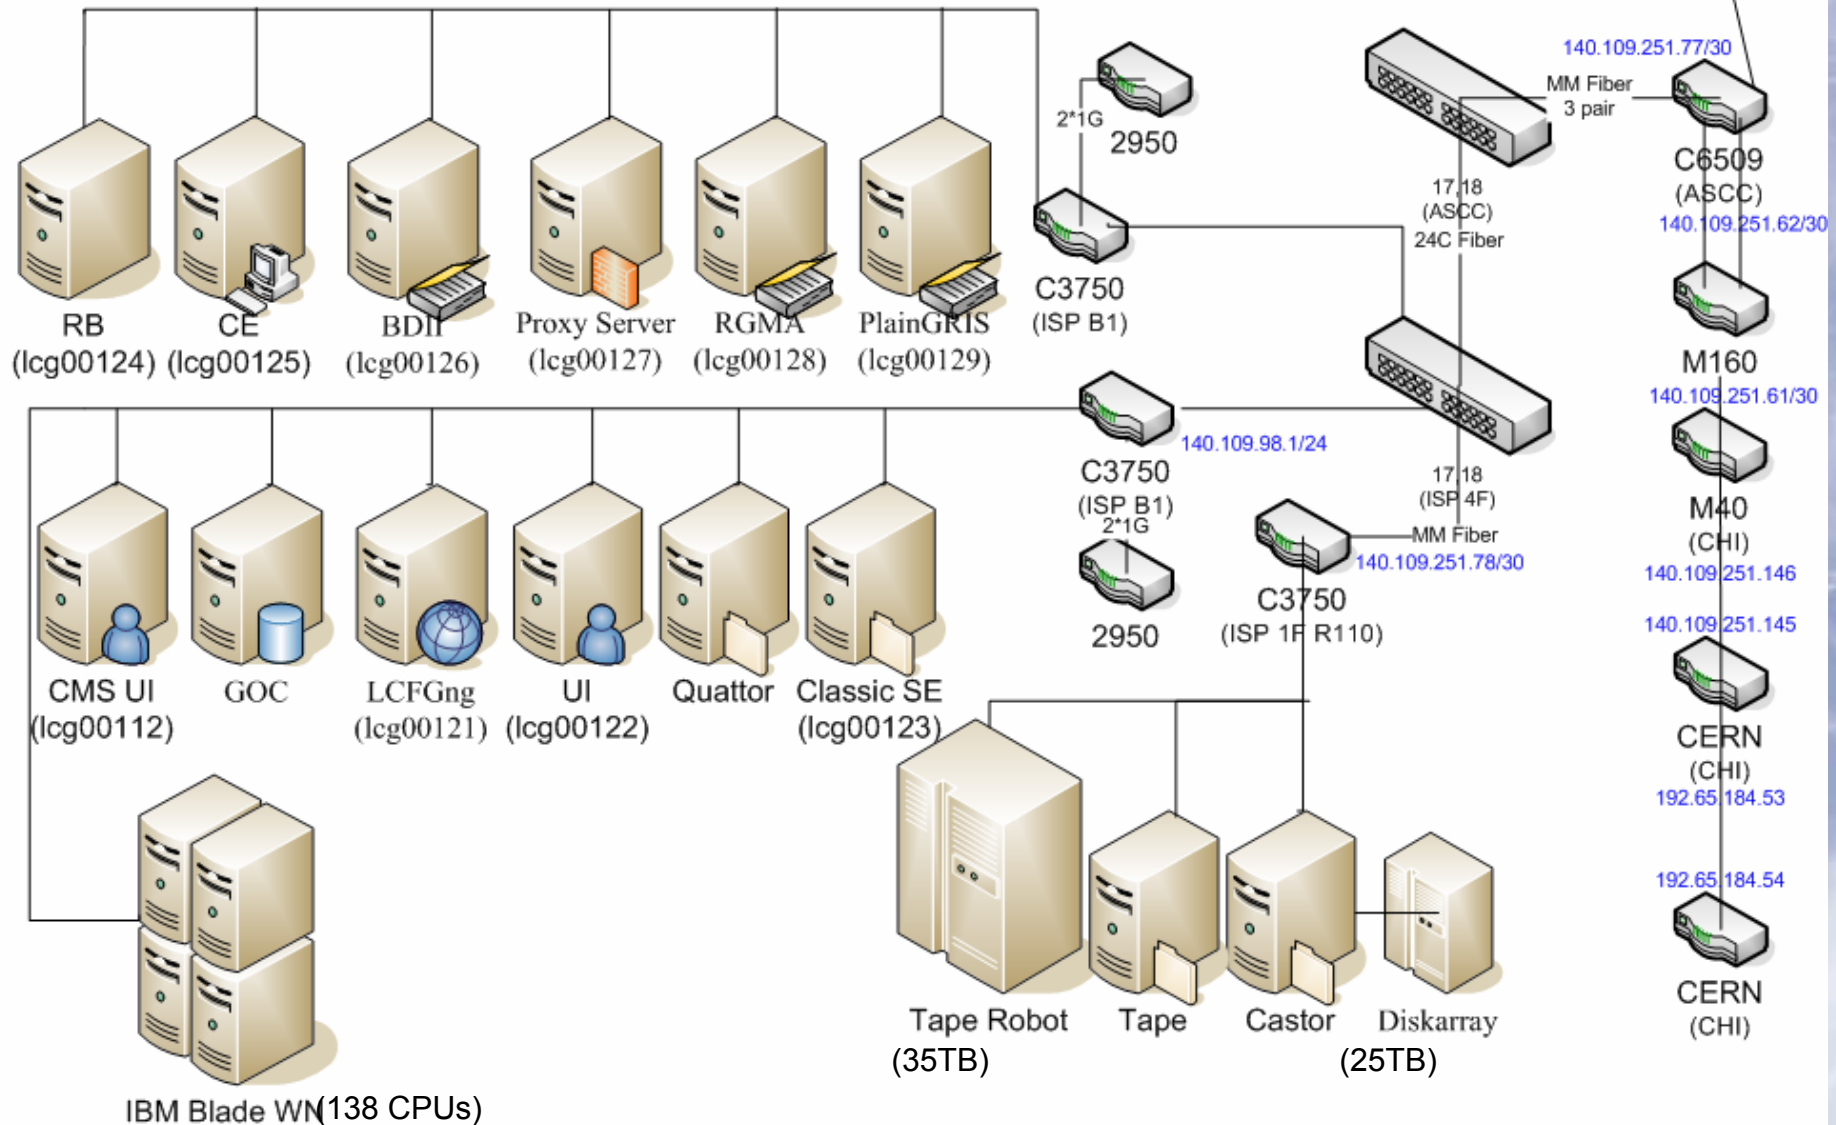 140.109.251.77/30
MM Fiber
3 pair
2*1G
2950
C6509
(ASCC)
140.109.251.62/30
17,18
(ASCC)
24C Fiber
C3750
(ISP B1)
RB
(lcg00124)
CE
(lcg00125)
BDII
(lcg00126)
Proxy Server
(lcg00127)
RGMA
(lcg00128)
PlainGRIS
(lcg00129)
M160
140.109.251.61/30
140.109.98.1/24
C3750
(ISP B1)
2*1G
2950
17,18
(ISP 4F)
MM Fiber
140.109.251.78/30
C3750
(ISP 1F R110)
M40
(CHI)
140.109.251.146
140.109.251.145
CERN
(CHI)
192.65.184.53
192.65.184.54
CERN
(CHI)
CMS UI
(lcg00112)
GOC
LCFGng
(lcg00121)
UI
(lcg00122)
Quattor
Classic SE
(lcg00123)
Tape Robot
(35TB)
Tape
Castor
Diskarray
(25TB)
IBM Blade WN(138 CPUs)